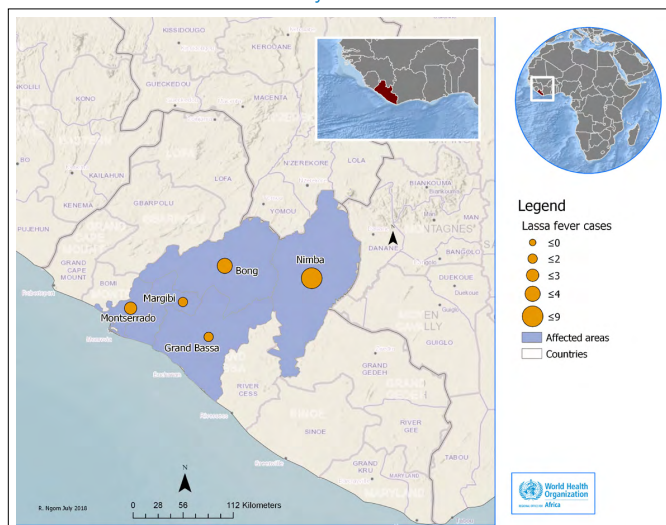 KISSIDOUGO
KEROUANE
GUECKEDOU
KONO
MACENTA
BO
KAILAHUN
LOFA
N'ZEREKORE
LOLA
KENEMA
GBARPOLU
YOMOU
BIANKOUMA
MAN
PUJEHUN
DANANE
BANGOLO
GRAND
CAPE
MOUNT
BOMI
Bong
Nimba
DUEKOUE
Margibi
Montserrado
GUIGLO
Grand Bassa
RIVER
CESS
GRAND
GEDEH
SINOE
RIVER
GEE
TABOU
GRAND
KRU
MARYLAND
N
R. Ngom July 2018
0 28 56 112 Kilometers
Legend
Lassa fever cases
≤0
≤2
≤3
≤4
≤9
Affected areas
Countries
World Health
Organization
Africa